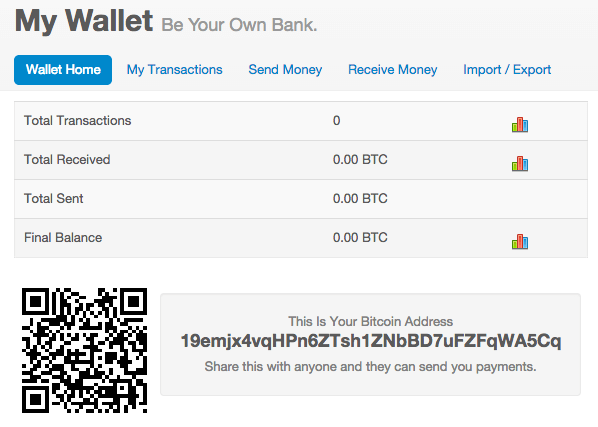 My Wallet Be Your Own Bank.
Wallet Home My Transactions Send Money Receive Money Import / Export
Total Transactions 0
Total Received 0.00 BTC
Total Sent 0.00 BTC
Final Balance 0.00 BTC
This Is Your Bitcoin Address
19emjx4vqHPn6ZTsh1ZNbBD7uFZFqWA5Cq
Share this with anyone and they can send you payments.